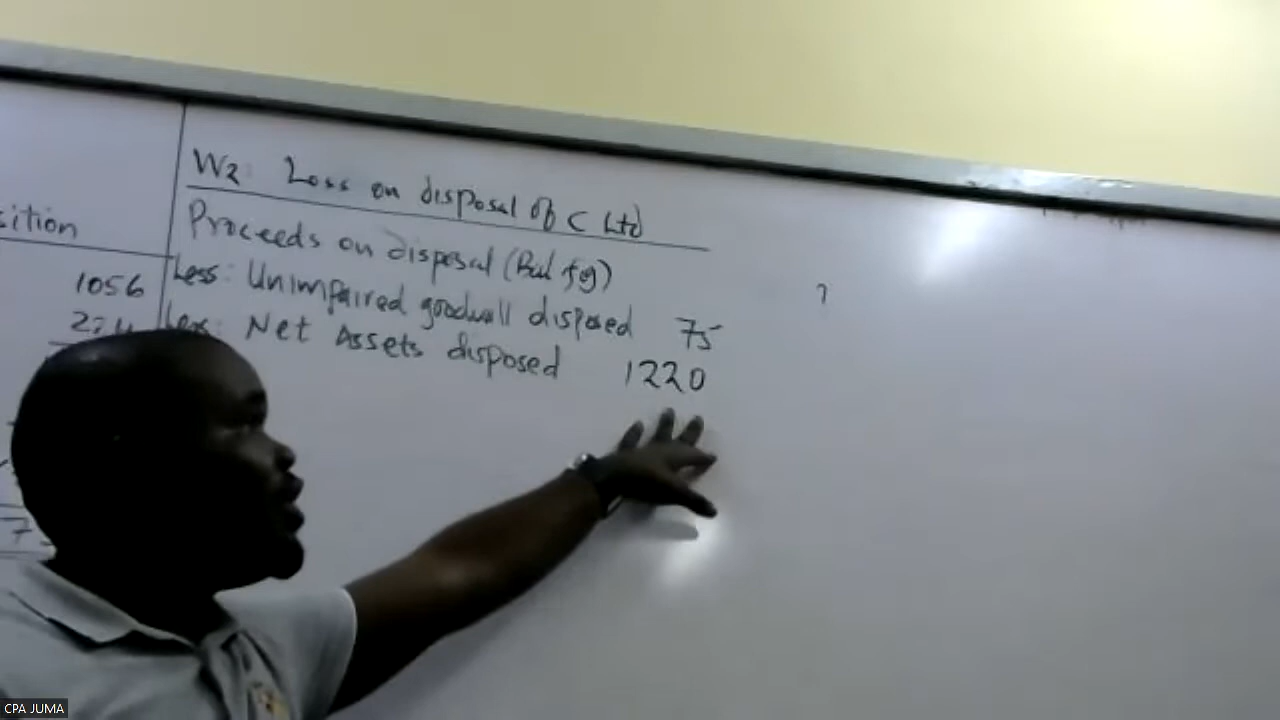 W2: Loss on disposal of C Ltd
Proceeds on disposal (Bal fig) ?
Less: Unimpaired goodwill disposed 75
Less: Net Assets disposed 1220
sition
1056
7
CPA JUMA